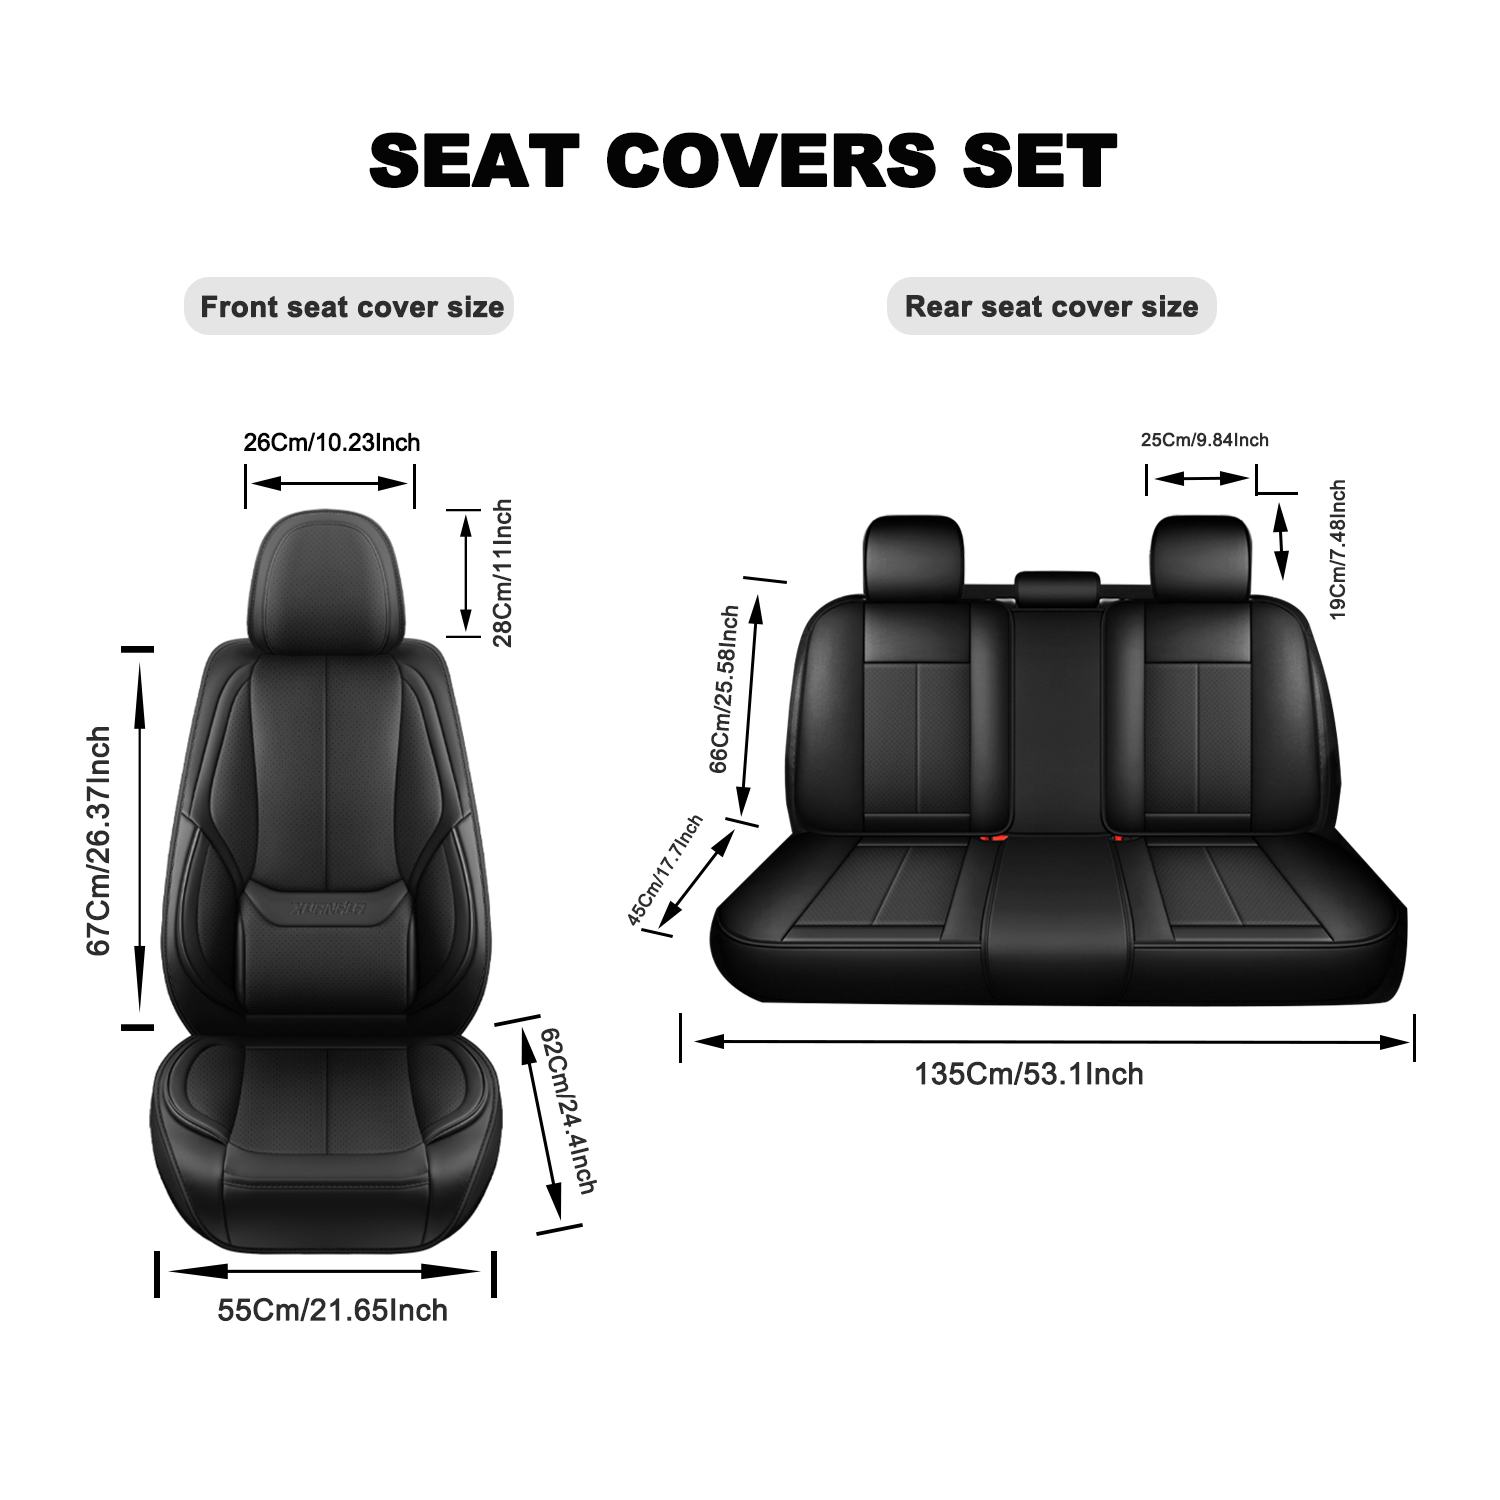 SEAT COVERS SET
Front seat cover size
Rear seat cover size
26Cm/10.23Inch
28Cm/11Inch
67Cm/26.37Inch
62Cm/24.4Inch
55Cm/21.65Inch
25Cm/9.84Inch
19Cm/7.48Inch
66Cm/25.58Inch
45Cm/17.7Inch
135Cm/53.1Inch